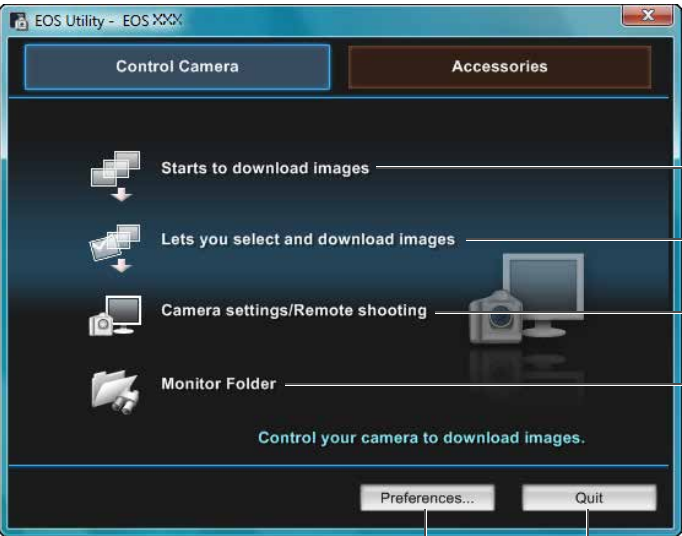 EOS Utility - EOS XXX
Control Camera
Accessories
Starts to download images
Lets you select and download images
Camera settings/Remote shooting
Monitor Folder
Control your camera to download images.
Preferences...
Quit